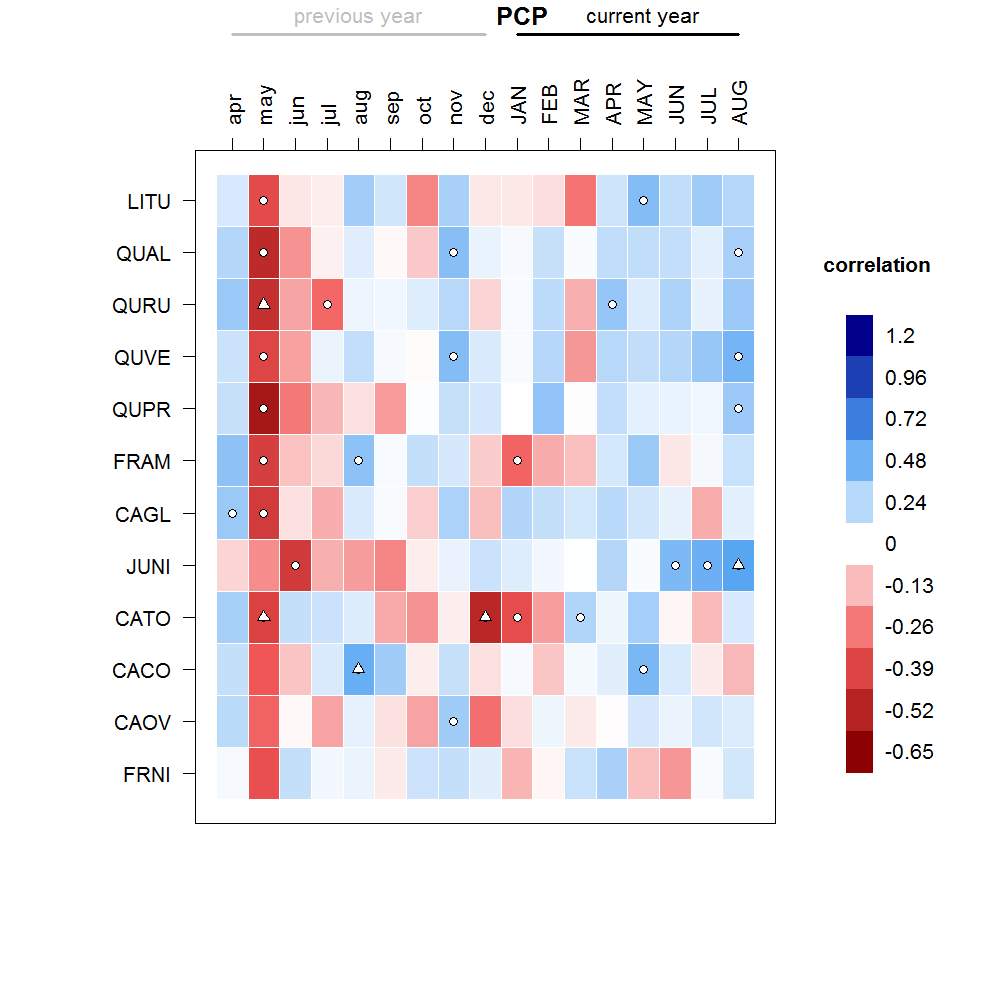 previous year PCP current year
apr may jun jul aug sep oct nov dec JAN FEB MAR APR MAY JUN JUL AUG
LITU
QUAL
QURU
QUVE
QUPR
FRAM
CAGL
JUNI
CATO
CACO
CAOV
FRNI
correlation
1.2
0.96
0.72
0.48
0.24
0
-0.13
-0.26
-0.39
-0.52
-0.65